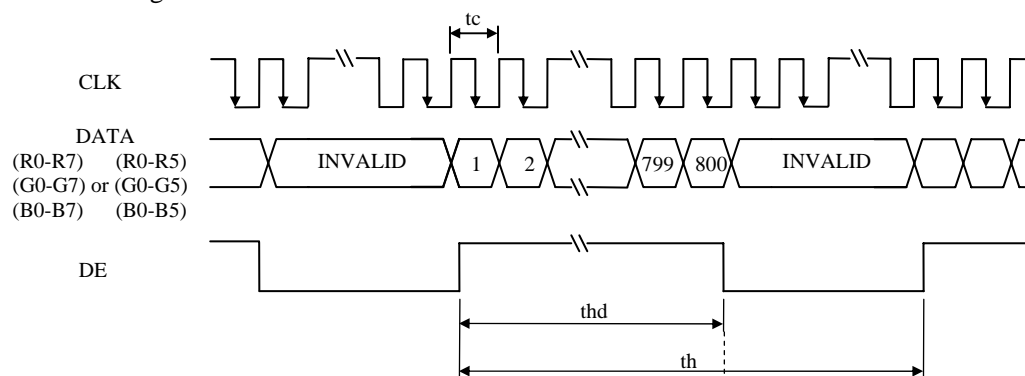 tc
CLK
DATA
(R0-R7) (R0-R5)
(G0-G7) or (G0-G5)
(B0-B7) (B0-B5)
INVALID 1 2 799 800 INVALID
DE
thd
th